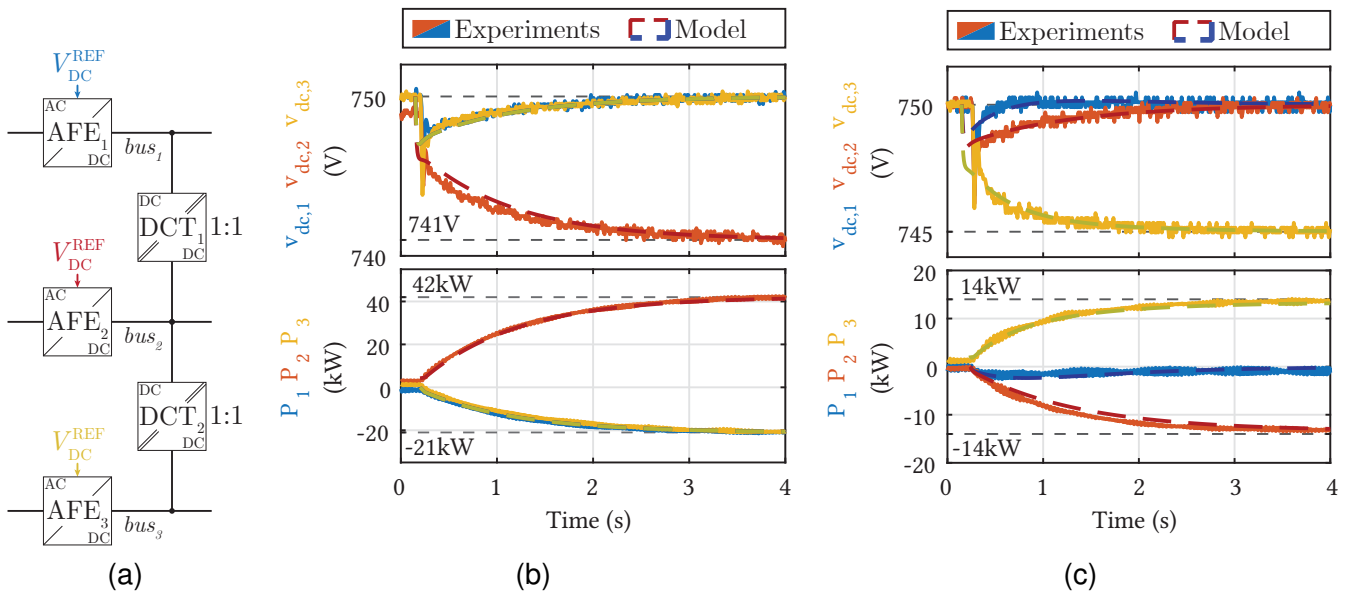 V_DC^REF
AC
AFE_1
DC
bus_1
DC
DCT_1 1:1
DC
V_DC^REF
AC
AFE_2
DC
bus_2
DC
DCT_2 1:1
DC
V_DC^REF
AC
AFE_3
DC
bus_3
(a)
Experiments Model
v_dc,1 v_dc,2 v_dc,3
(V)
750
741V
740
P_1 P_2 P_3
(kW)
42kW
40
20
0
-20
-21kW
0 1 2 3 4
Time (s)
(b)
Experiments Model
v_dc,1 v_dc,2 v_dc,3
(V)
750
745
P_1 P_2 P_3
(kW)
20
14kW
10
0
-10
-14kW
-20
0 1 2 3 4
Time (s)
(c)